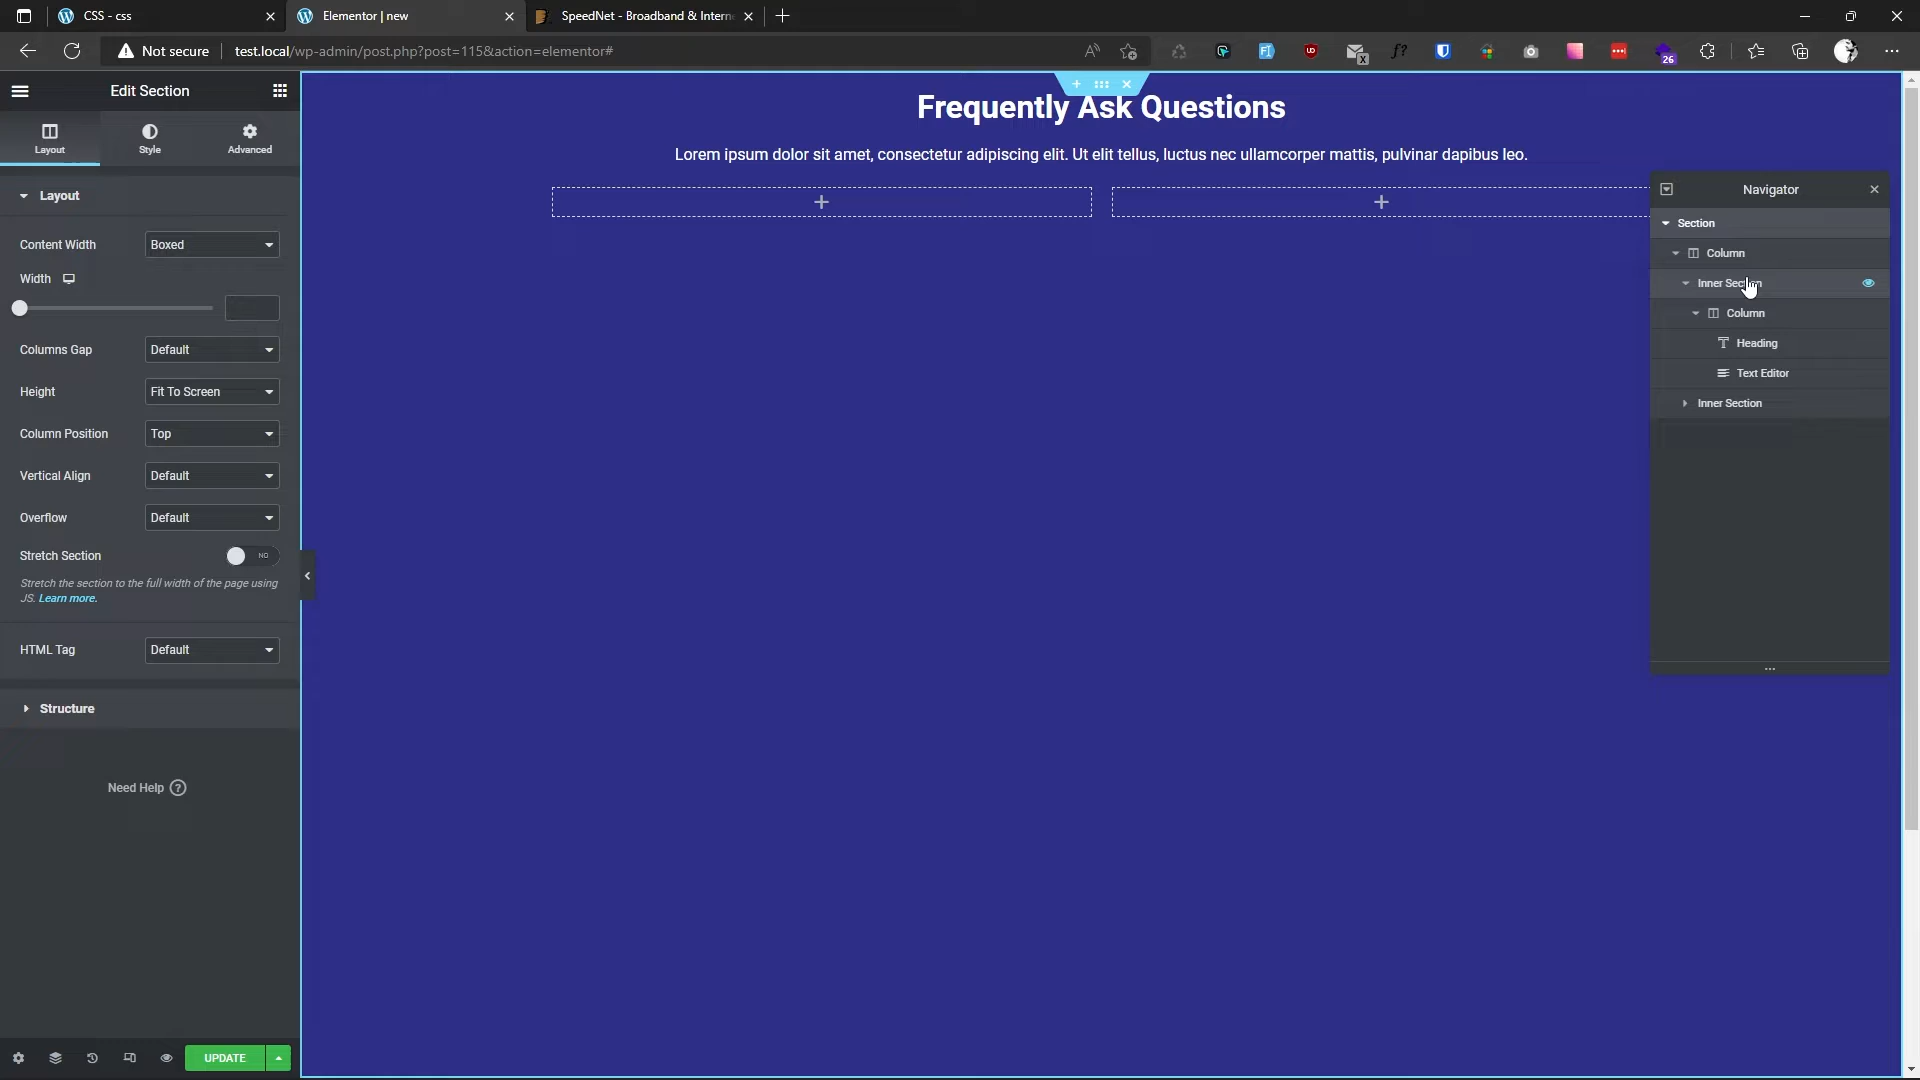 CSS - css
Elementor | new
SpeedNet - Broadband & Intern
Not secure
test.local/wp-admin/post.php?post=115&action=elementor#
26
Edit Section
Layout
Style
Advanced
Layout
Content Width
Boxed
Width
Columns Gap
Default
Height
Fit To Screen
Column Position
Top
Vertical Align
Default
Overflow
Default
Stretch Section
NO
Stretch the section to the full width of the page using
JS. Learn more.
HTML Tag
Default
Structure
Need Help ?
UPDATE
Frequently Ask Questions
Lorem ipsum dolor sit amet, consectetur adipiscing elit. Ut elit tellus, luctus nec ullamcorper mattis, pulvinar dapibus leo.
Navigator
Section
Column
Inner Section
Column
Heading
Text Editor
Inner Section